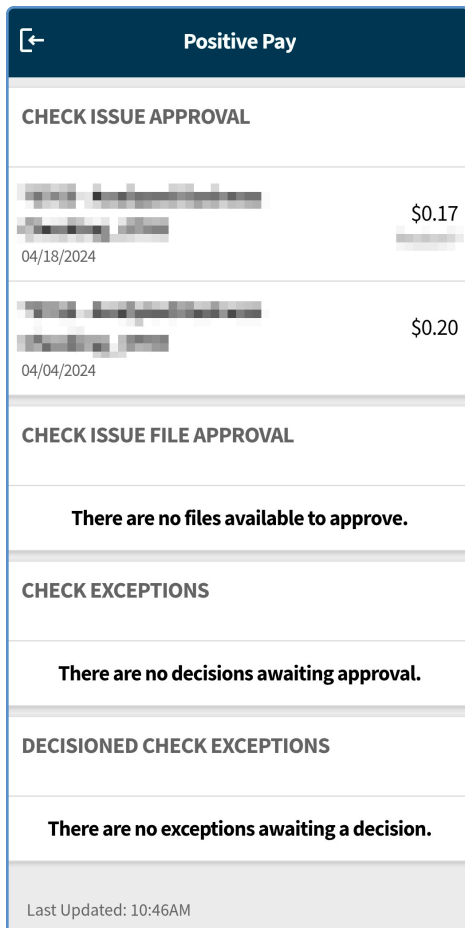 Positive Pay
CHECK ISSUE APPROVAL
$0.17
04/18/2024
$0.20
04/04/2024
CHECK ISSUE FILE APPROVAL
There are no files available to approve.
CHECK EXCEPTIONS
There are no decisions awaiting approval.
DECISIONED CHECK EXCEPTIONS
There are no exceptions awaiting a decision.
Last Updated: 10:46AM